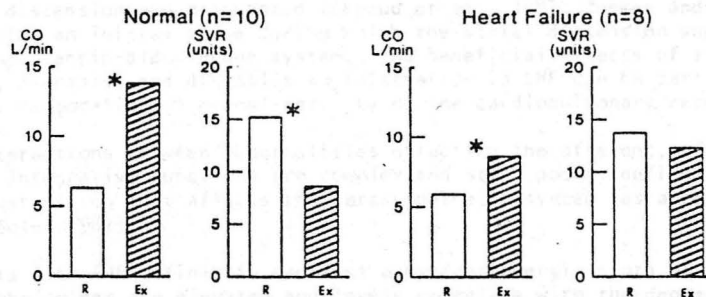 Normal (n=10)
Heart Failure (n=8)
CO
L/min
SVR
(units)
CO
L/min
SVR
(units)
15
10
5
0
*
R
Ex
20
15
10
5
0
*
R
Ex
15
10
5
0
*
R
Ex
20
15
10
5
0
R
Ex